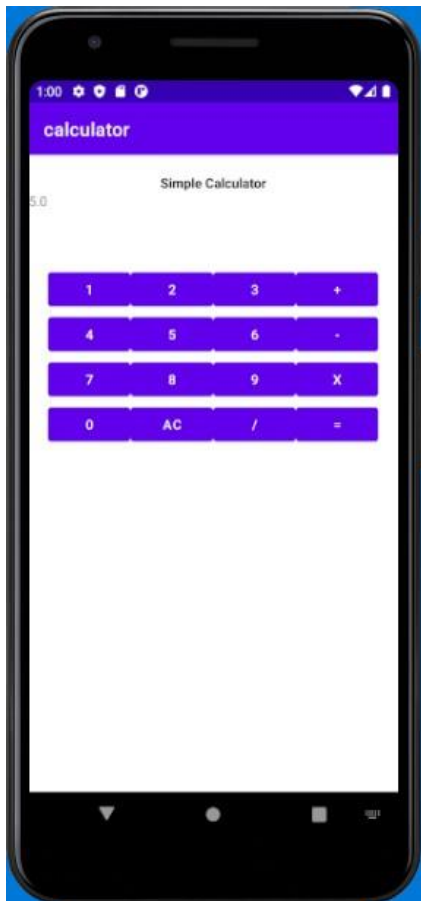 1:00
calculator
Simple Calculator
5.0
1 2 3 +
4 5 6 -
7 8 9 X
0 AC / =